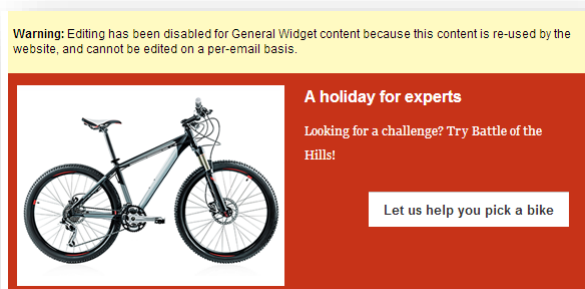 Warning: Editing has been disabled for General Widget content because this content is re-used by the
website, and cannot be edited on a per-email basis.
A holiday for experts
Looking for a challenge? Try Battle of the
Hills!
Let us help you pick a bike